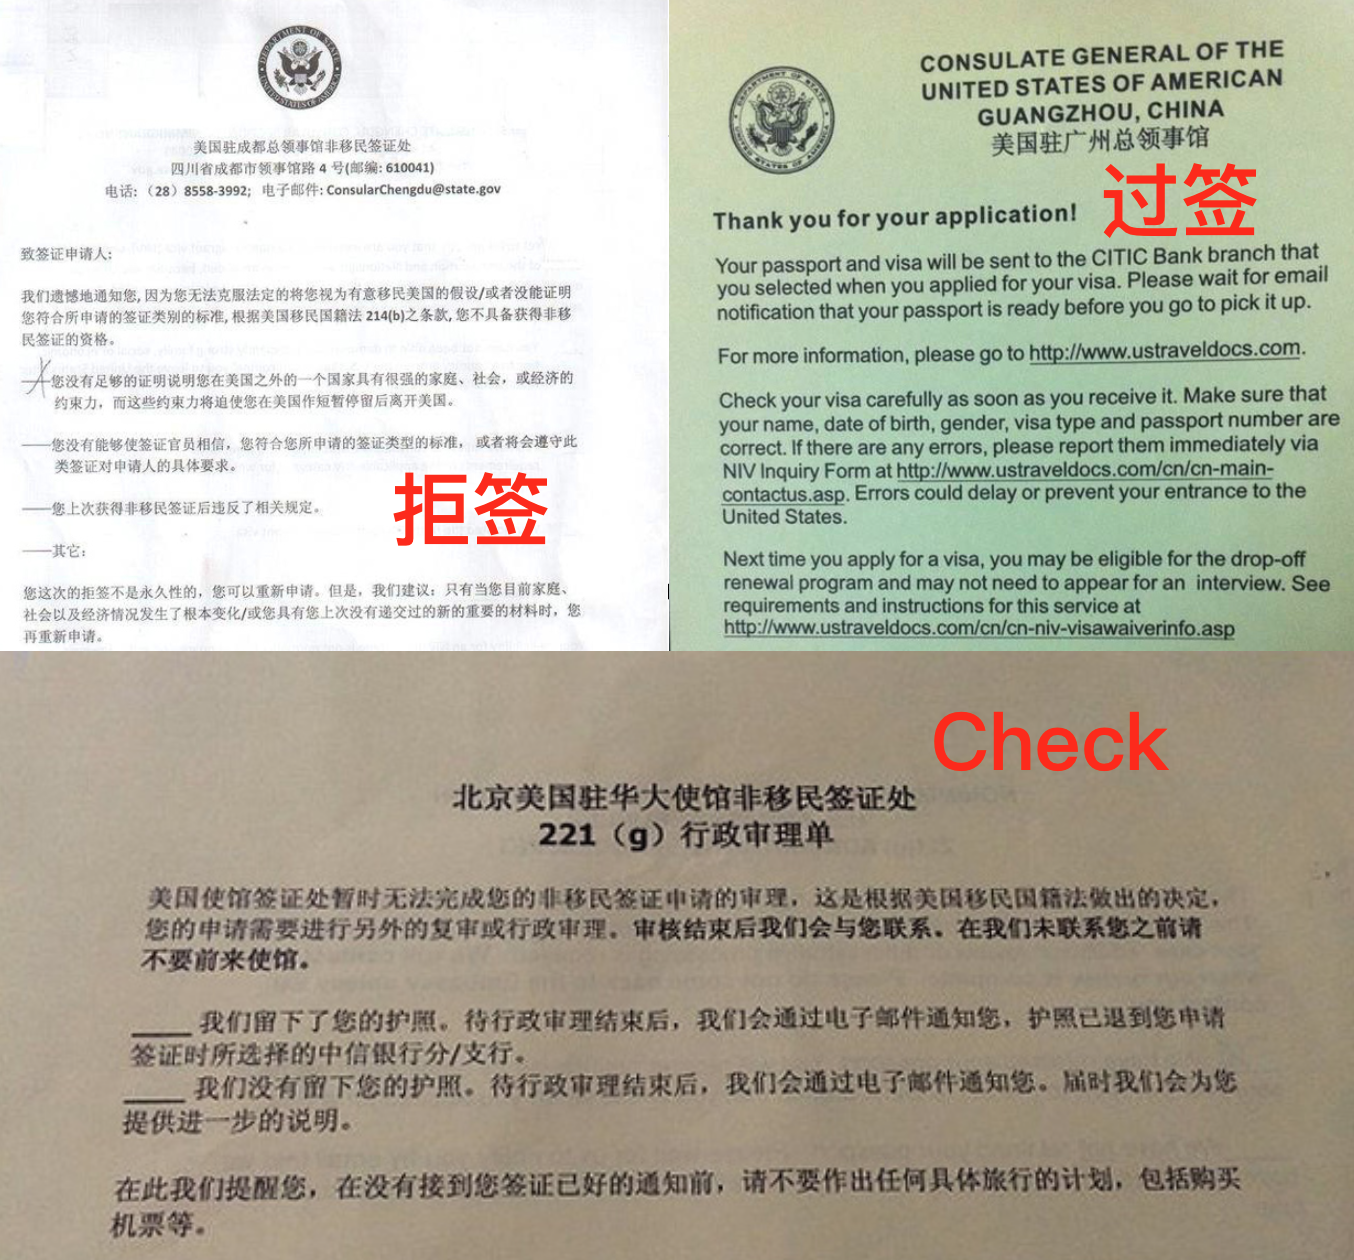 DEPARTMENT OF STATE
UNITED STATES OF AMERICA
美国驻成都总领事馆非移民签证处
四川省成都市领事馆路 4 号(邮编: 610041)
电话:（28）8558-3992; 电子邮件: ConsularChengdu@state.gov
致签证申请人:
我们遗憾地通知您, 因为您无法克服法定的将您视为有意移民美国的假设/或者没能证明
您符合所申请的签证类别的标准, 根据美国移民国籍法 214(b)之条款, 您不具备获得非移
民签证的资格。
——您没有足够的证明说明您在美国之外的一个国家具有很强的家庭、社会，或经济的
约束力，而这些约束力将迫使您在美国作短暂停留后离开美国。
——您没有能够使签证官员相信，您符合您所申请的签证类型的标准， 或者将会遵守此
类签证对申请人的具体要求。
拒签
——您上次获得非移民签证后违反了相关规定。
——其它:
您这次的拒签不是永久性的，您可以重新申请。但是，我们建议：只有当您目前家庭、
社会以及经济情况发生了根本变化/或您具有您上次没有递交过的新的重要的材料时，您
再重新申请。
DEPARTMENT OF STATE
UNITED STATES OF AMERICA
CONSULATE GENERAL OF THE
UNITED STATES OF AMERICAN
GUANGZHOU, CHINA
美国驻广州总领事馆
过签
Thank you for your application!
Your passport and visa will be sent to the CITIC Bank branch that
you selected when you applied for your visa. Please wait for email
notification that your passport is ready before you go to pick it up.
For more information, please go to http://www.ustraveldocs.com.
Check your visa carefully as soon as you receive it. Make sure that
your name, date of birth, gender, visa type and passport number are
correct. If there are any errors, please report them immediately via
NIV Inquiry Form at http://www.ustraveldocs.com/cn/cn-main-
contactus.asp. Errors could delay or prevent your entrance to the
United States.
Next time you apply for a visa, you may be eligible for the drop-off
renewal program and may not need to appear for an interview. See
requirements and instructions for this service at
http://www.ustraveldocs.com/cn/cn-niv-visawaiverinfo.asp
Check
北京美国驻华大使馆非移民签证处
221（g）行政审理单
美国使馆签证处暂时无法完成您的非移民签证申请的审理，这是根据美国移民国籍法做出的决定，
您的申请需要进行另外的复审或行政审理。审核结束后我们会与您联系。在我们未联系您之前请
不要前来使馆。
____ 我们留下了您的护照。待行政审理结束后，我们会通过电子邮件通知您，护照已退到您申请
签证时所选择的中信银行分/支行。
____ 我们没有留下您的护照。待行政审理结束后，我们会通过电子邮件通知您。届时我们会为您
提供进一步的说明。
在此我们提醒您，在没有接到您签证已好的通知前，请不要作出任何具体旅行的计划，包括购买
机票等。